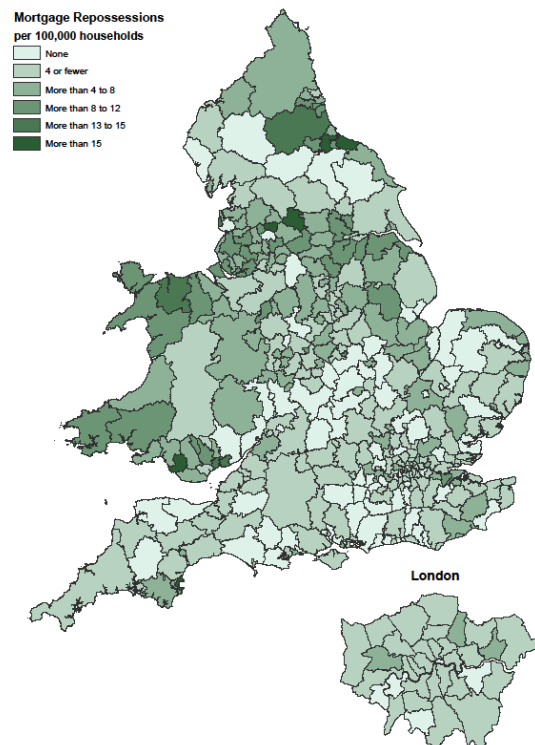 Mortgage Repossessions
per 100,000 households
None
4 or fewer
More than 4 to 8
More than 8 to 12
More than 13 to 15
More than 15
London